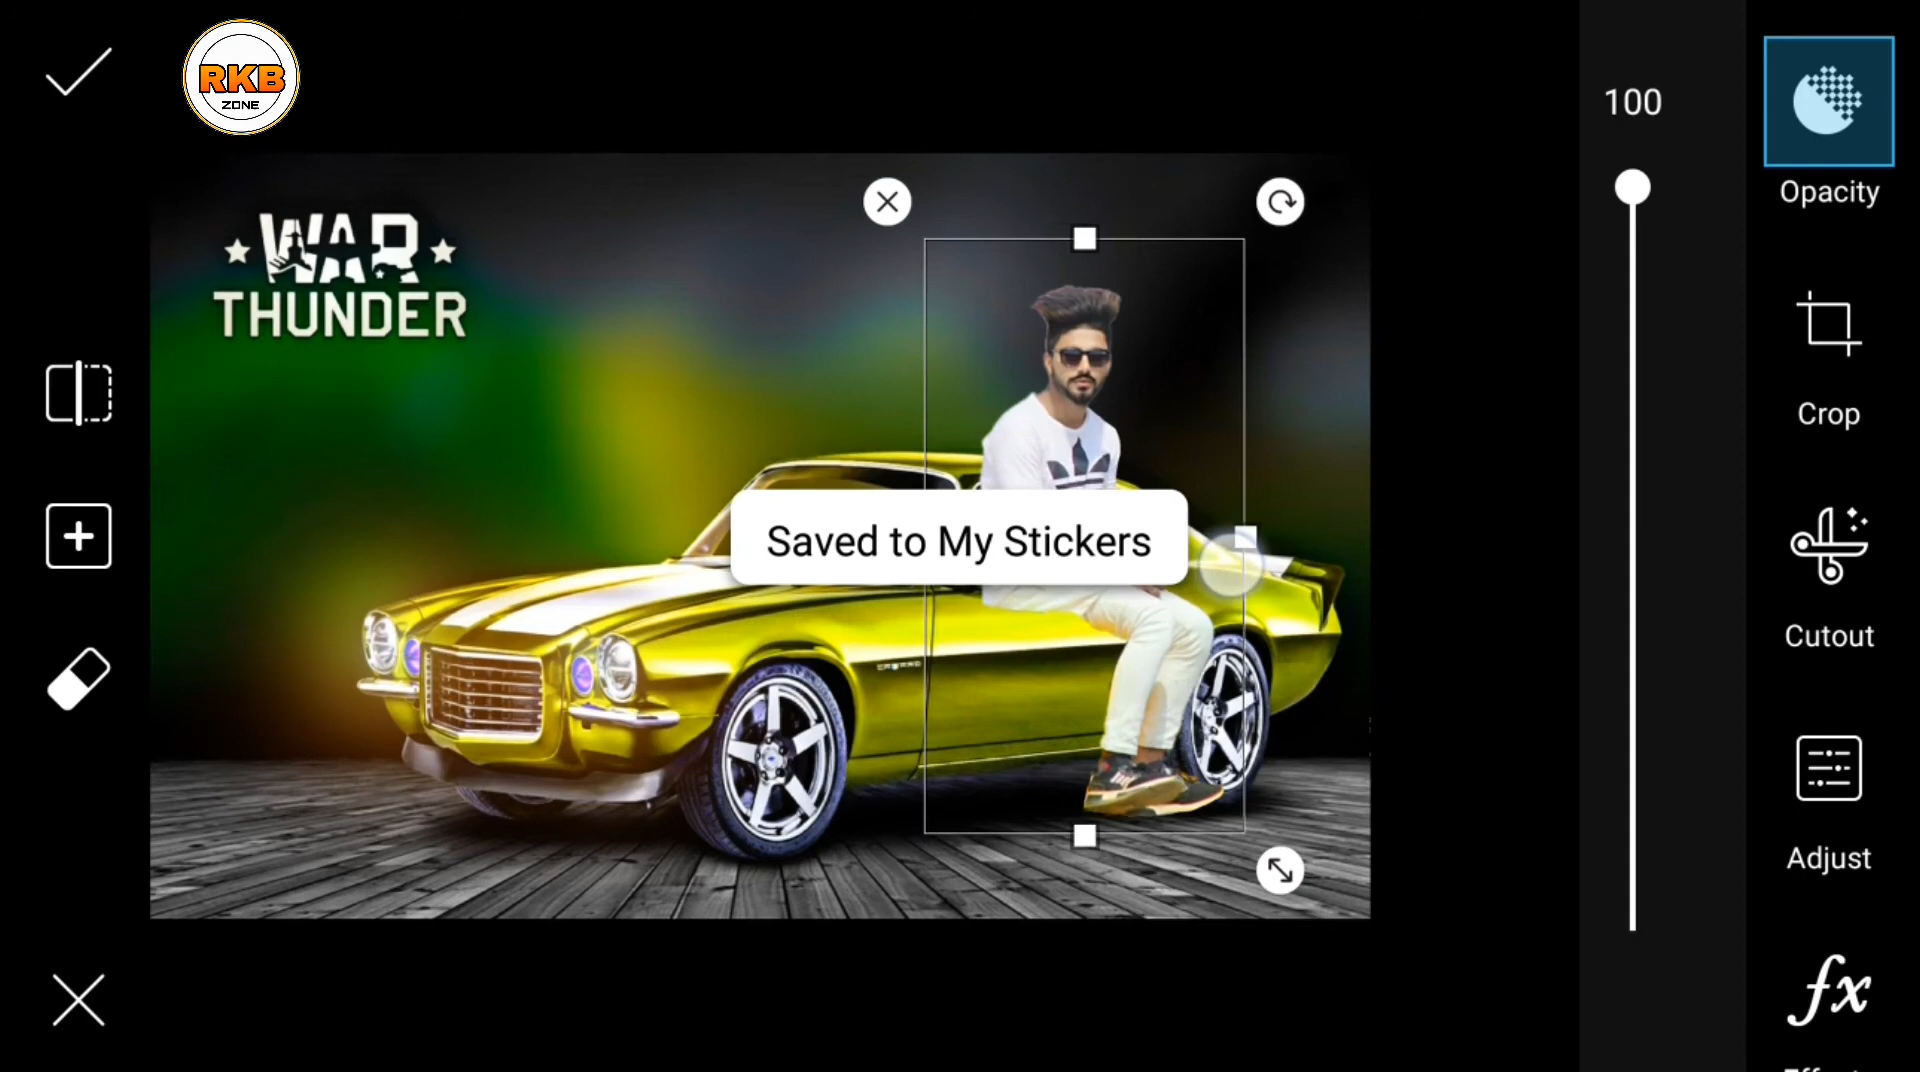 RKB
ZONE
100
Opacity
WAR
THUNDER
Crop
Saved to My Stickers
Cutout
Adjust
fx